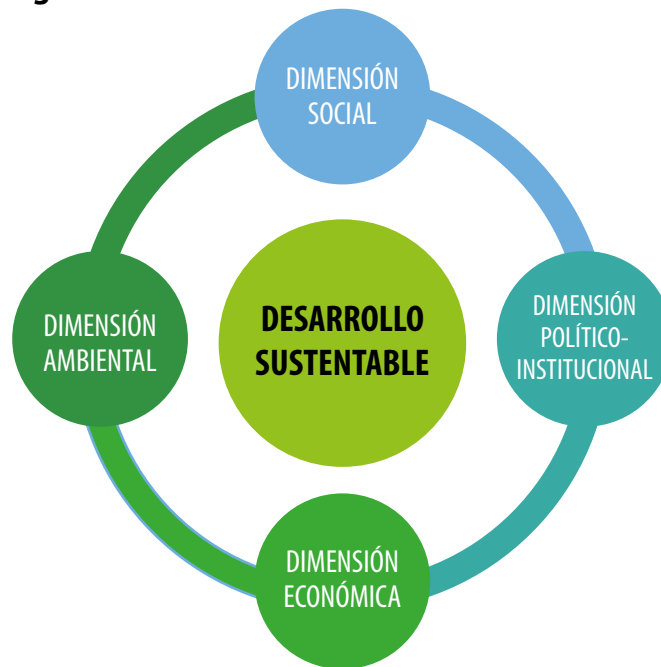 DIMENSIÓN
SOCIAL
DIMENSIÓN
AMBIENTAL
DESARROLLO
SUSTENTABLE
DIMENSIÓN
POLÍTICO-
INSTITUCIONAL
DIMENSIÓN
ECONÓMICA